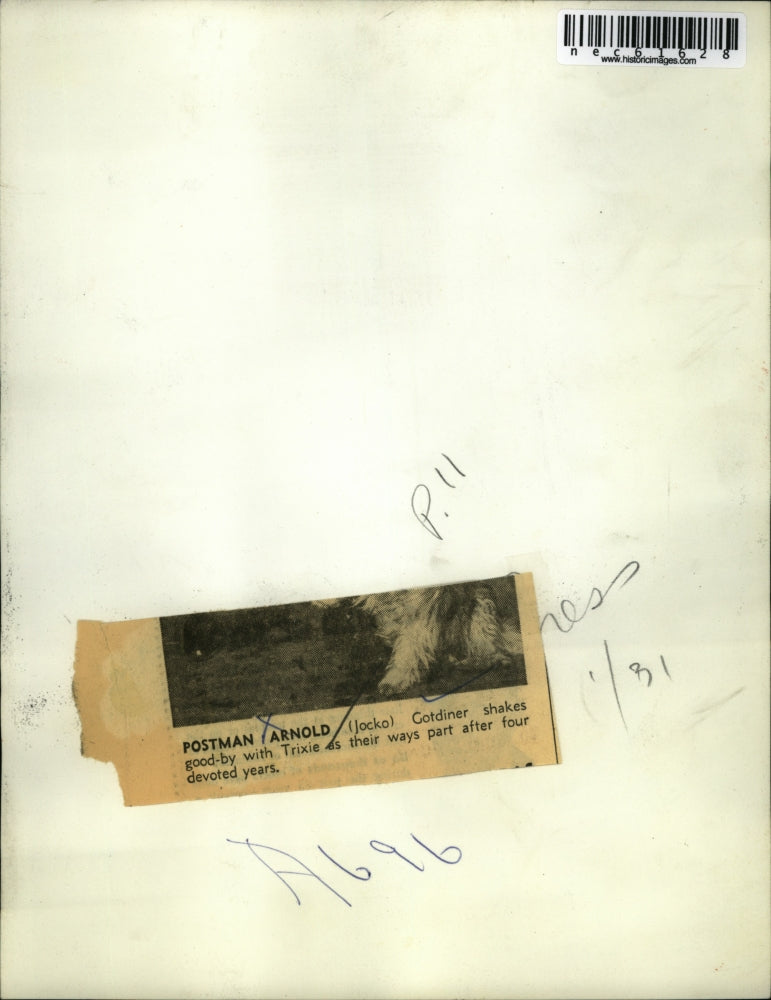 nec61628
www.historicimages.com
P.11
1/31
POSTMAN ARNOLD (Jocko) Gotdiner shakes
good-by with Trixie as their ways part after four
devoted years.
A696